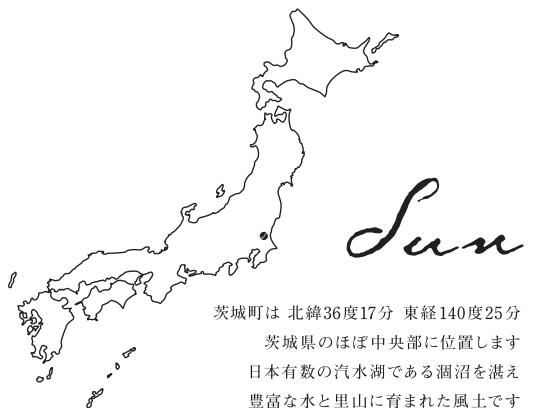 Sun
茨城町は 北緯36度17分 東経140度25分
茨城県のほぼ中央部に位置します
日本有数の汽水湖である涸沼を湛え
豊富な水と里山に育まれた風土です